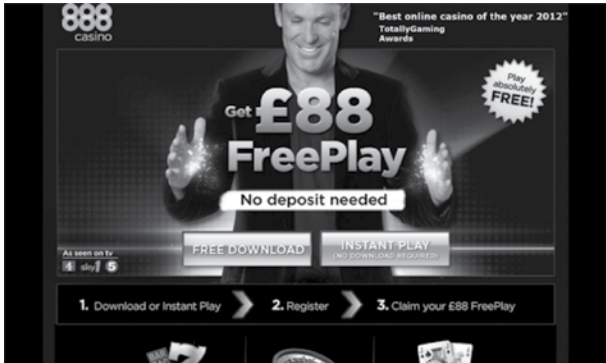 888
casino
"Best online casino of the year 2012"
TotallyGaming
Awards
Play
absolutely
FREE!
Get £88
FreePlay
No deposit needed
FREE DOWNLOAD
INSTANT PLAY
(NO DOWNLOAD REQUIRED)
As seen on tv
4 sky1 5
1. Download or Instant Play
2. Register
3. Claim your £88 FreePlay
BAR 7